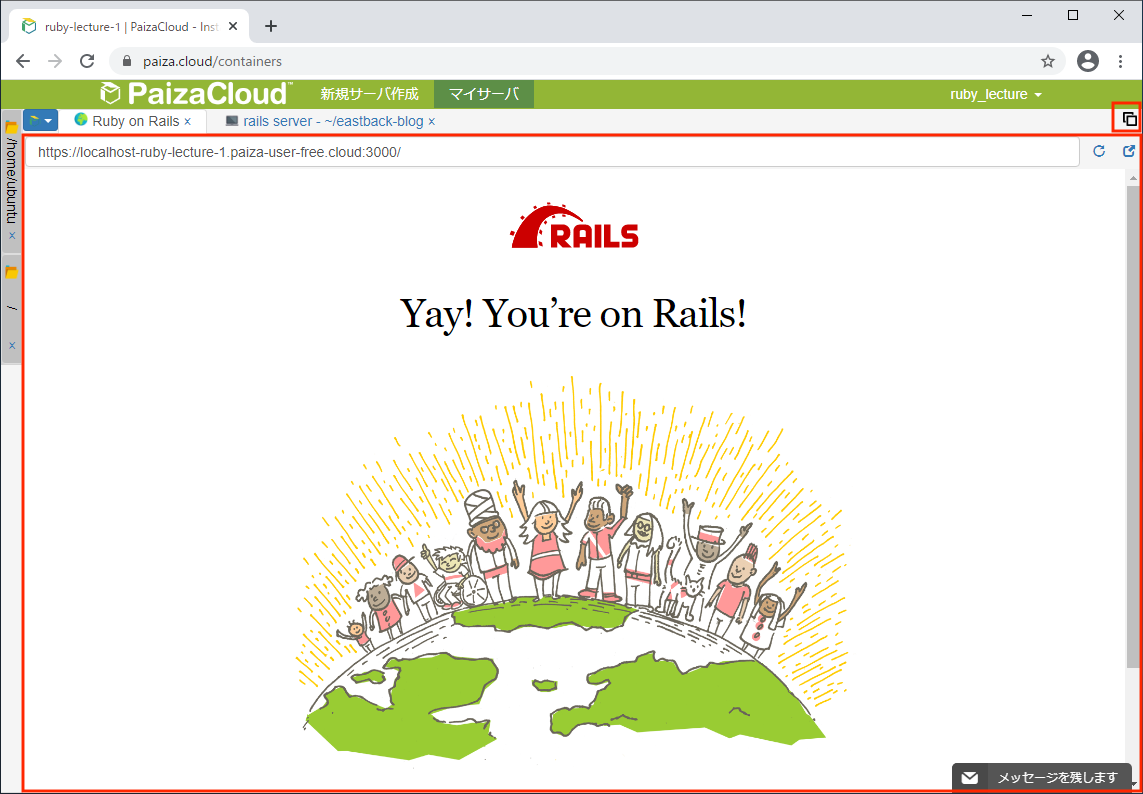 ruby-lecture-1 | PaizaCloud - Inst
paiza.cloud/containers
PaizaCloud™ 新規サーバ作成 マイサーバ ruby_lecture
Ruby on Rails × rails server - ~/eastback-blog ×
/home/ubuntu ×
/ ×
https://localhost-ruby-lecture-1.paiza-user-free.cloud:3000/
RAILS
Yay! You’re on Rails!
メッセージを残します